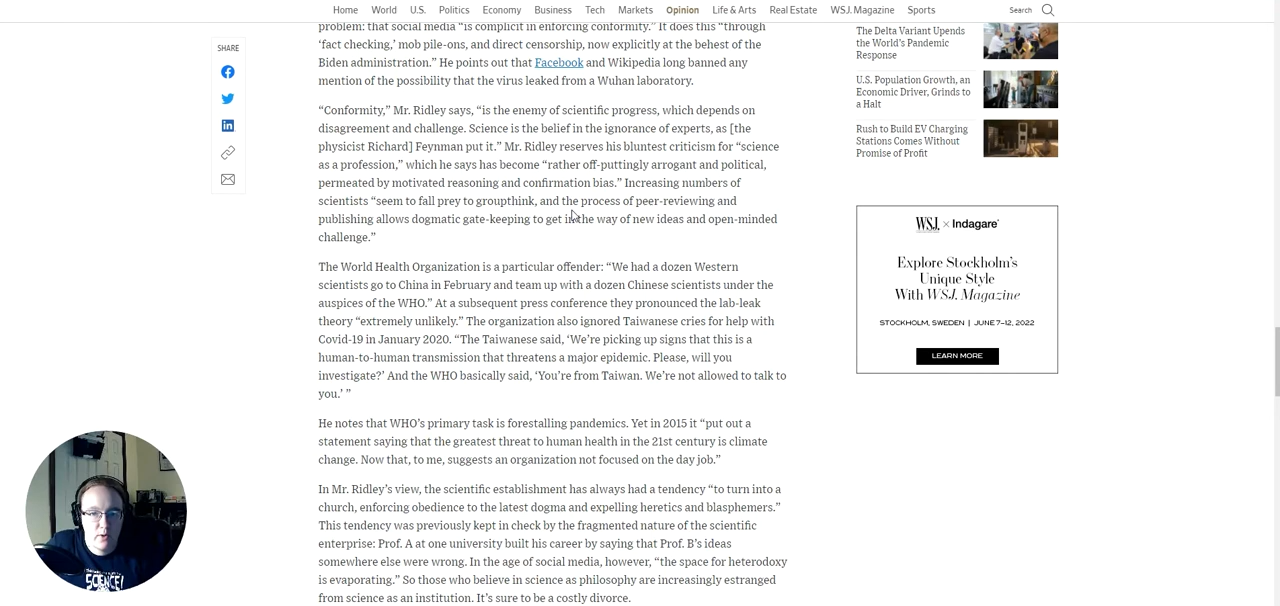 Home World U.S. Politics Economy Business Tech Markets Opinion Life & Arts Real Estate WSJ. Magazine Sports Search
SHARE
problem: that social media “is complicit in enforcing conformity.” It does this “through
‘fact checking,’ mob pile-ons, and direct censorship, now explicitly at the behest of the
Biden administration.” He points out that Facebook and Wikipedia long banned any
mention of the possibility that the virus leaked from a Wuhan laboratory.
“Conformity,” Mr. Ridley says, “is the enemy of scientific progress, which depends on
disagreement and challenge. Science is the belief in the ignorance of experts, as [the
physicist Richard] Feynman put it.” Mr. Ridley reserves his bluntest criticism for “science
as a profession,” which he says has become “rather off-puttingly arrogant and political,
permeated by motivated reasoning and confirmation bias.” Increasing numbers of
scientists “seem to fall prey to groupthink, and the process of peer-reviewing and
publishing allows dogmatic gate-keeping to get in the way of new ideas and open-minded
challenge.”
The World Health Organization is a particular offender: “We had a dozen Western
scientists go to China in February and team up with a dozen Chinese scientists under the
auspices of the WHO.” At a subsequent press conference they pronounced the lab-leak
theory “extremely unlikely.” The organization also ignored Taiwanese cries for help with
Covid-19 in January 2020. “The Taiwanese said, ‘We’re picking up signs that this is a
human-to-human transmission that threatens a major epidemic. Please, will you
investigate?’ And the WHO basically said, ‘You’re from Taiwan. We’re not allowed to talk to
you.’ ”
He notes that WHO’s primary task is forestalling pandemics. Yet in 2015 it “put out a
statement saying that the greatest threat to human health in the 21st century is climate
change. Now that, to me, suggests an organization not focused on the day job.”
In Mr. Ridley’s view, the scientific establishment has always had a tendency “to turn into a
church, enforcing obedience to the latest dogma and expelling heretics and blasphemers.”
This tendency was previously kept in check by the fragmented nature of the scientific
enterprise: Prof. A at one university built his career by saying that Prof. B’s ideas
somewhere else were wrong. In the age of social media, however, “the space for heterodoxy
is evaporating.” So those who believe in science as philosophy are increasingly estranged
from science as an institution. It’s sure to be a costly divorce.
The Delta Variant Upends
the World’s Pandemic
Response
U.S. Population Growth, an
Economic Driver, Grinds to
a Halt
Rush to Build EV Charging
Stations Comes Without
Promise of Profit
WSJ. × Indagare
Explore Stockholm’s
Unique Style
With WSJ. Magazine
STOCKHOLM, SWEDEN | JUNE 7–12, 2022
LEARN MORE
SCIENCE!